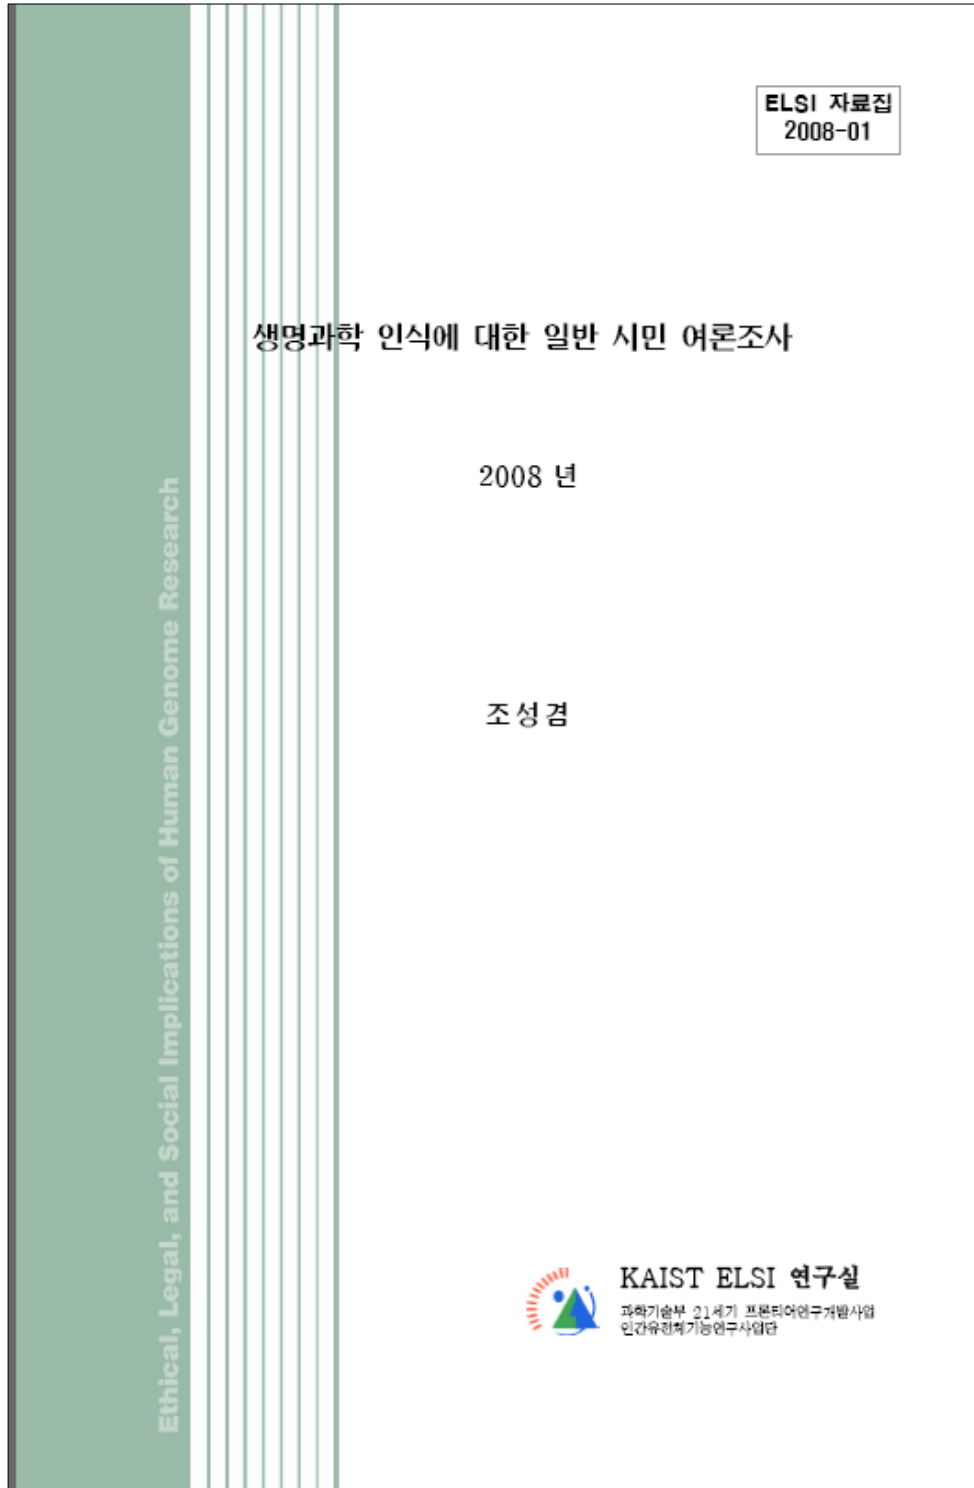 ELSI 자료집
2008-01
생명과학 인식에 대한 일반 시민 여론조사
2008 년
조성겸
Ethical, Legal, and Social Implications of Human Genome Research
KAIST ELSI 연구실
과학기술부 21세기 프론티어연구개발사업
인간유전체기능연구사업단